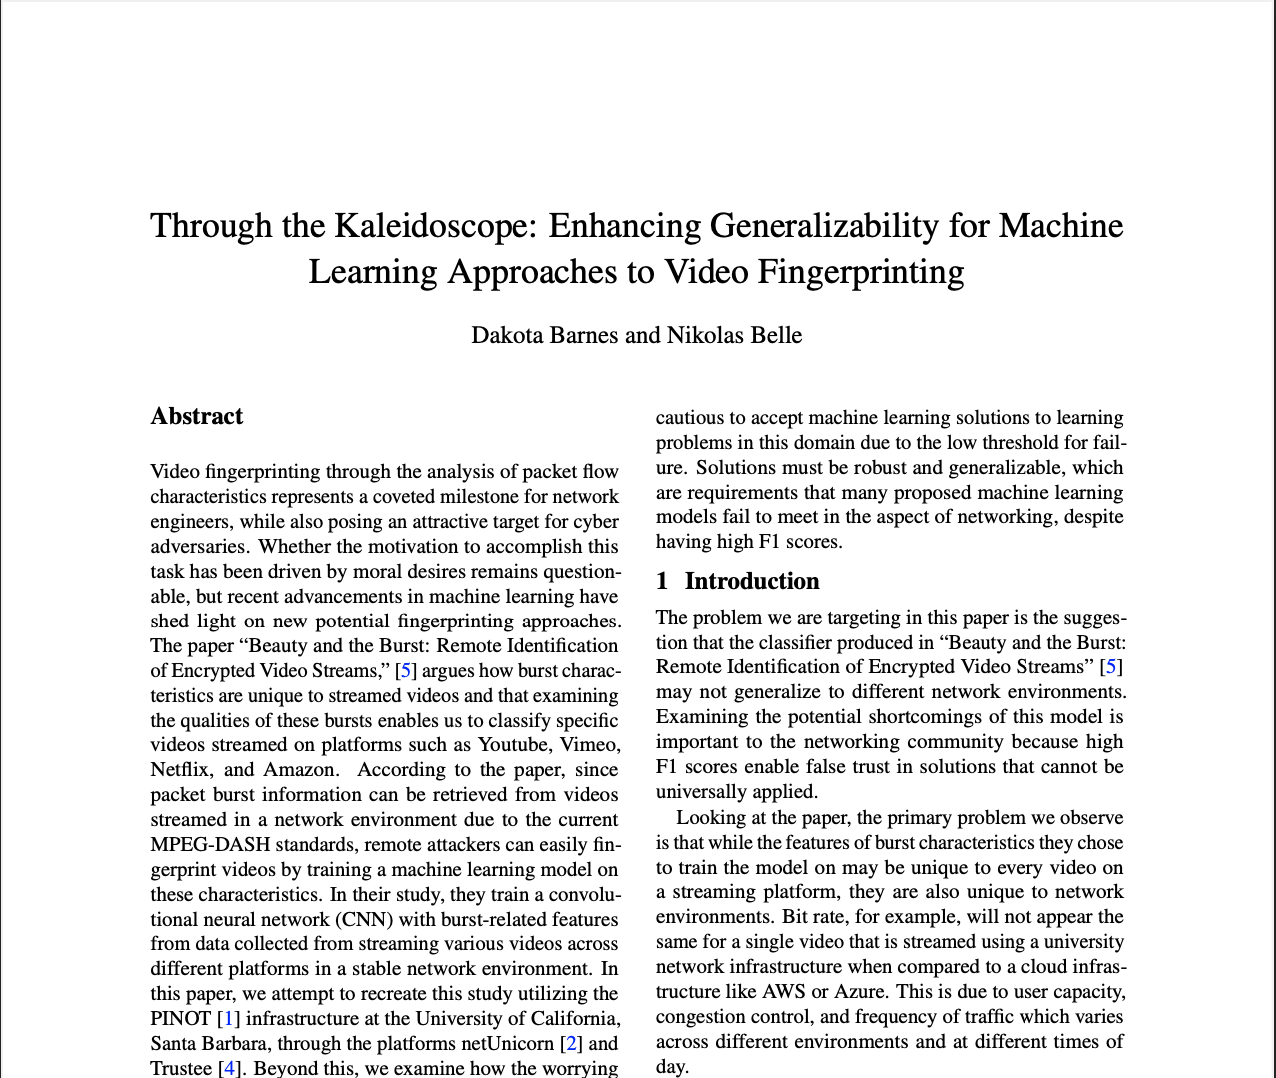 Through the Kaleidoscope: Enhancing Generalizability for Machine
Learning Approaches to Video Fingerprinting
Dakota Barnes and Nikolas Belle
Abstract
Video fingerprinting through the analysis of packet flow
characteristics represents a coveted milestone for network
engineers, while also posing an attractive target for cyber
adversaries. Whether the motivation to accomplish this
task has been driven by moral desires remains question-
able, but recent advancements in machine learning have
shed light on new potential fingerprinting approaches.
The paper “Beauty and the Burst: Remote Identification
of Encrypted Video Streams,” [5] argues how burst charac-
teristics are unique to streamed videos and that examining
the qualities of these bursts enables us to classify specific
videos streamed on platforms such as Youtube, Vimeo,
Netflix, and Amazon. According to the paper, since
packet burst information can be retrieved from videos
streamed in a network environment due to the current
MPEG-DASH standards, remote attackers can easily fin-
gerprint videos by training a machine learning model on
these characteristics. In their study, they train a convolu-
tional neural network (CNN) with burst-related features
from data collected from streaming various videos across
different platforms in a stable network environment. In
this paper, we attempt to recreate this study utilizing the
PINOT [1] infrastructure at the University of California,
Santa Barbara, through the platforms netUnicorn [2] and
Trustee [4]. Beyond this, we examine how the worrying
cautious to accept machine learning solutions to learning
problems in this domain due to the low threshold for fail-
ure. Solutions must be robust and generalizable, which
are requirements that many proposed machine learning
models fail to meet in the aspect of networking, despite
having high F1 scores.
1 Introduction
The problem we are targeting in this paper is the sugges-
tion that the classifier produced in “Beauty and the Burst:
Remote Identification of Encrypted Video Streams” [5]
may not generalize to different network environments.
Examining the potential shortcomings of this model is
important to the networking community because high
F1 scores enable false trust in solutions that cannot be
universally applied.
Looking at the paper, the primary problem we observe
is that while the features of burst characteristics they chose
to train the model on may be unique to every video on
a streaming platform, they are also unique to network
environments. Bit rate, for example, will not appear the
same for a single video that is streamed using a university
network infrastructure when compared to a cloud infras-
tructure like AWS or Azure. This is due to user capacity,
congestion control, and frequency of traffic which varies
across different environments and at different times of
day.